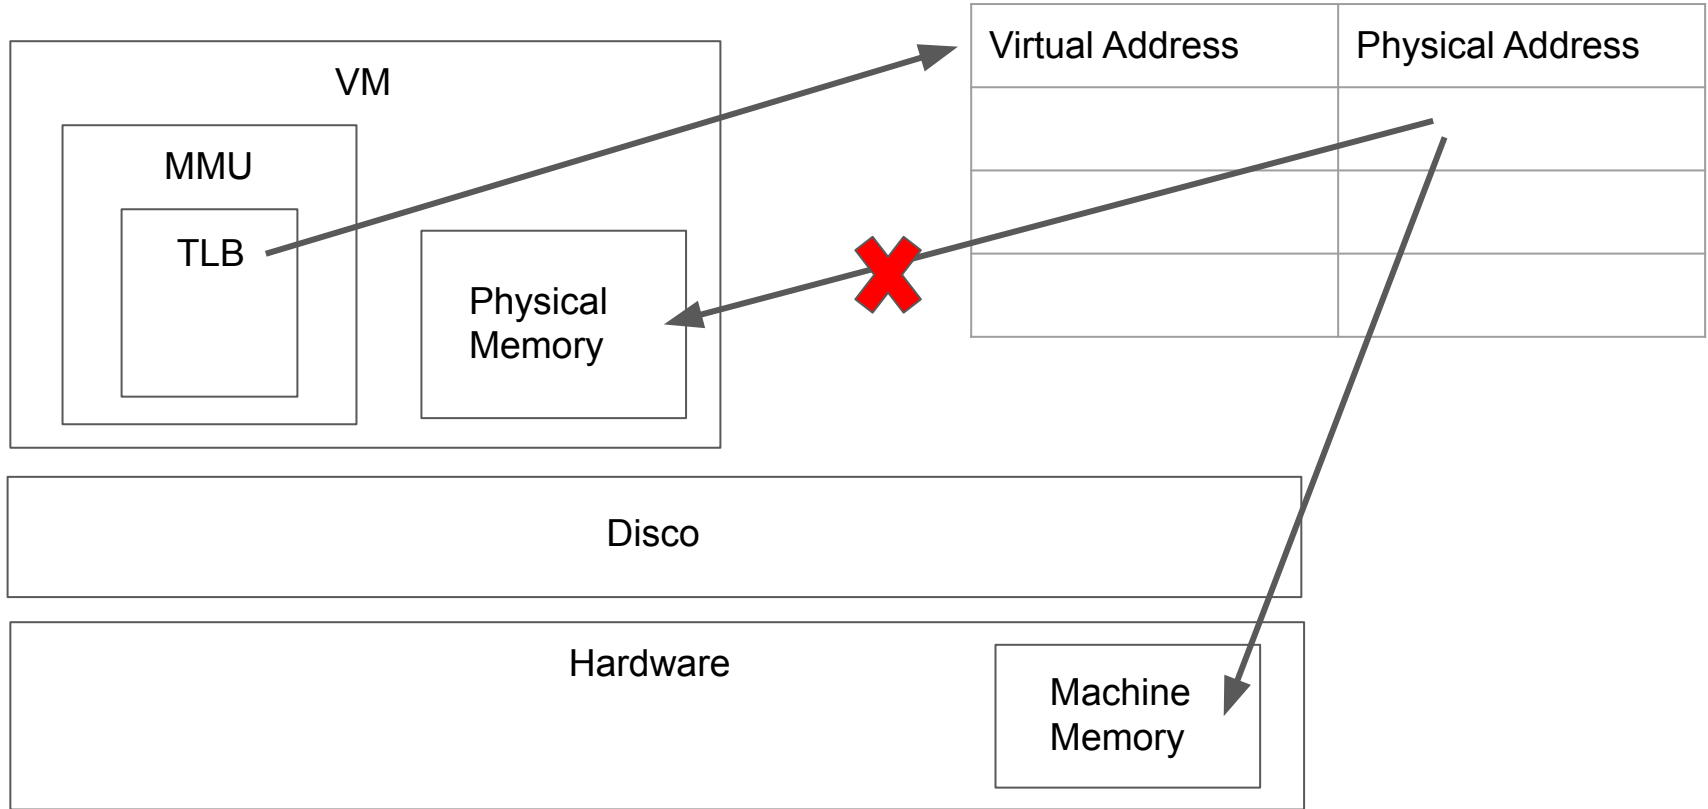 Virtual Address
Physical Address
VM
MMU
TLB
Physical
Memory
Disco
Hardware
Machine
Memory